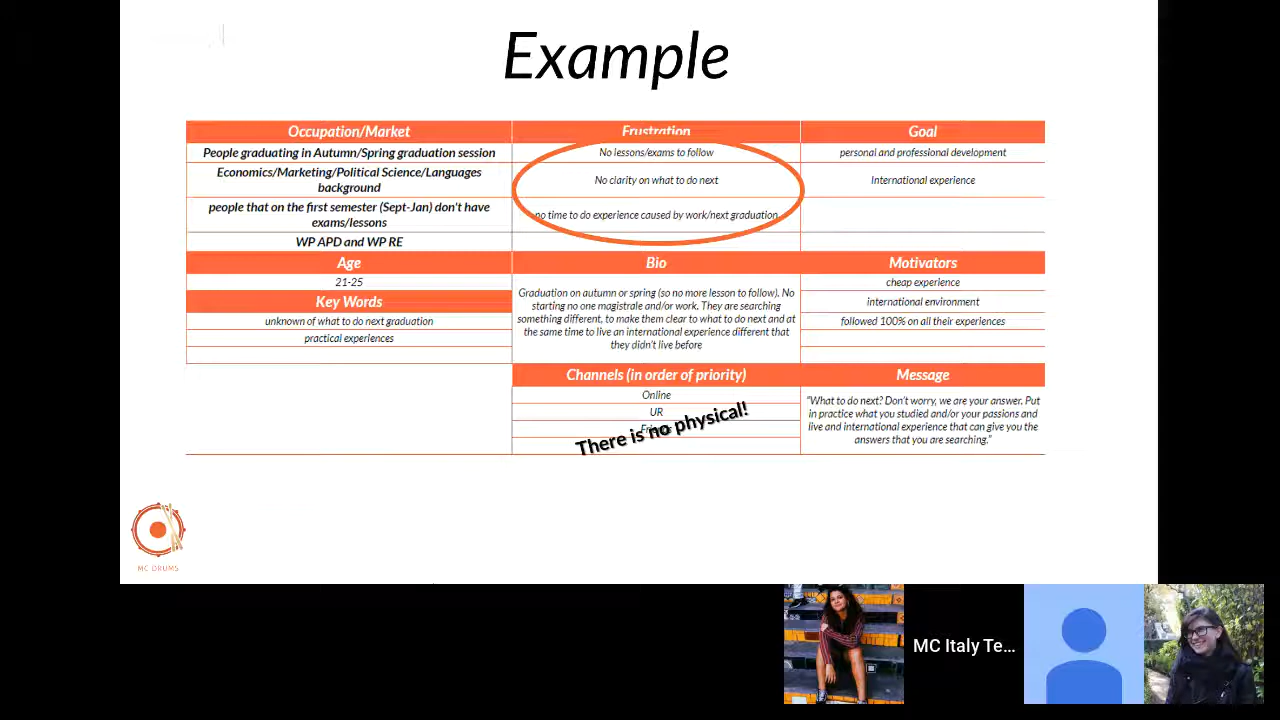 Example
Occupation/Market
Frustration
Goal
People graduating in Autumn/Spring graduation session
No lessons/exams to follow
personal and professional development
Economics/Marketing/Political Science/Languages
background
No clarity on what to do next
International experience
people that on the first semester (Sept-Jan) don't have
exams/lessons
no time to do experience caused by work/next graduation.
WP APD and WP RE
Age
Bio
Motivators
21-25
Graduation on autumn or spring (so no more lesson to follow). No
starting no one magistrale and/or work. They are searching
something different, to make them clear to what to do next and at
the same time to live an international experience different that
they didn't live before
cheap experience
Key Words
international environment
unknown of what to do next graduation
followed 100% on all their experiences
practical experiences
Channels (in order of priority)
Message
Online
UR
There is no physical!
"What to do next? Don't worry, we are your answer. Put
in practice what you studied and/or your passions and
live and international experience that can give you the
answers that you are searching."
MC DRUMS
MC Italy Te...